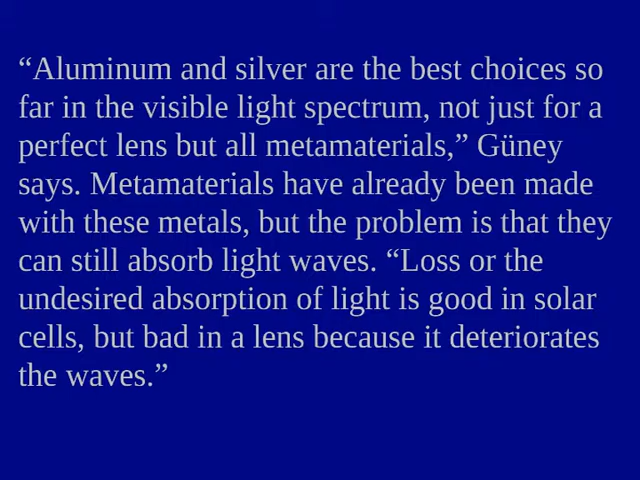 “Aluminum and silver are the best choices so
far in the visible light spectrum, not just for a
perfect lens but all metamaterials,” Güney
says. Metamaterials have already been made
with these metals, but the problem is that they
can still absorb light waves. “Loss or the
undesired absorption of light is good in solar
cells, but bad in a lens because it deteriorates
the waves.”